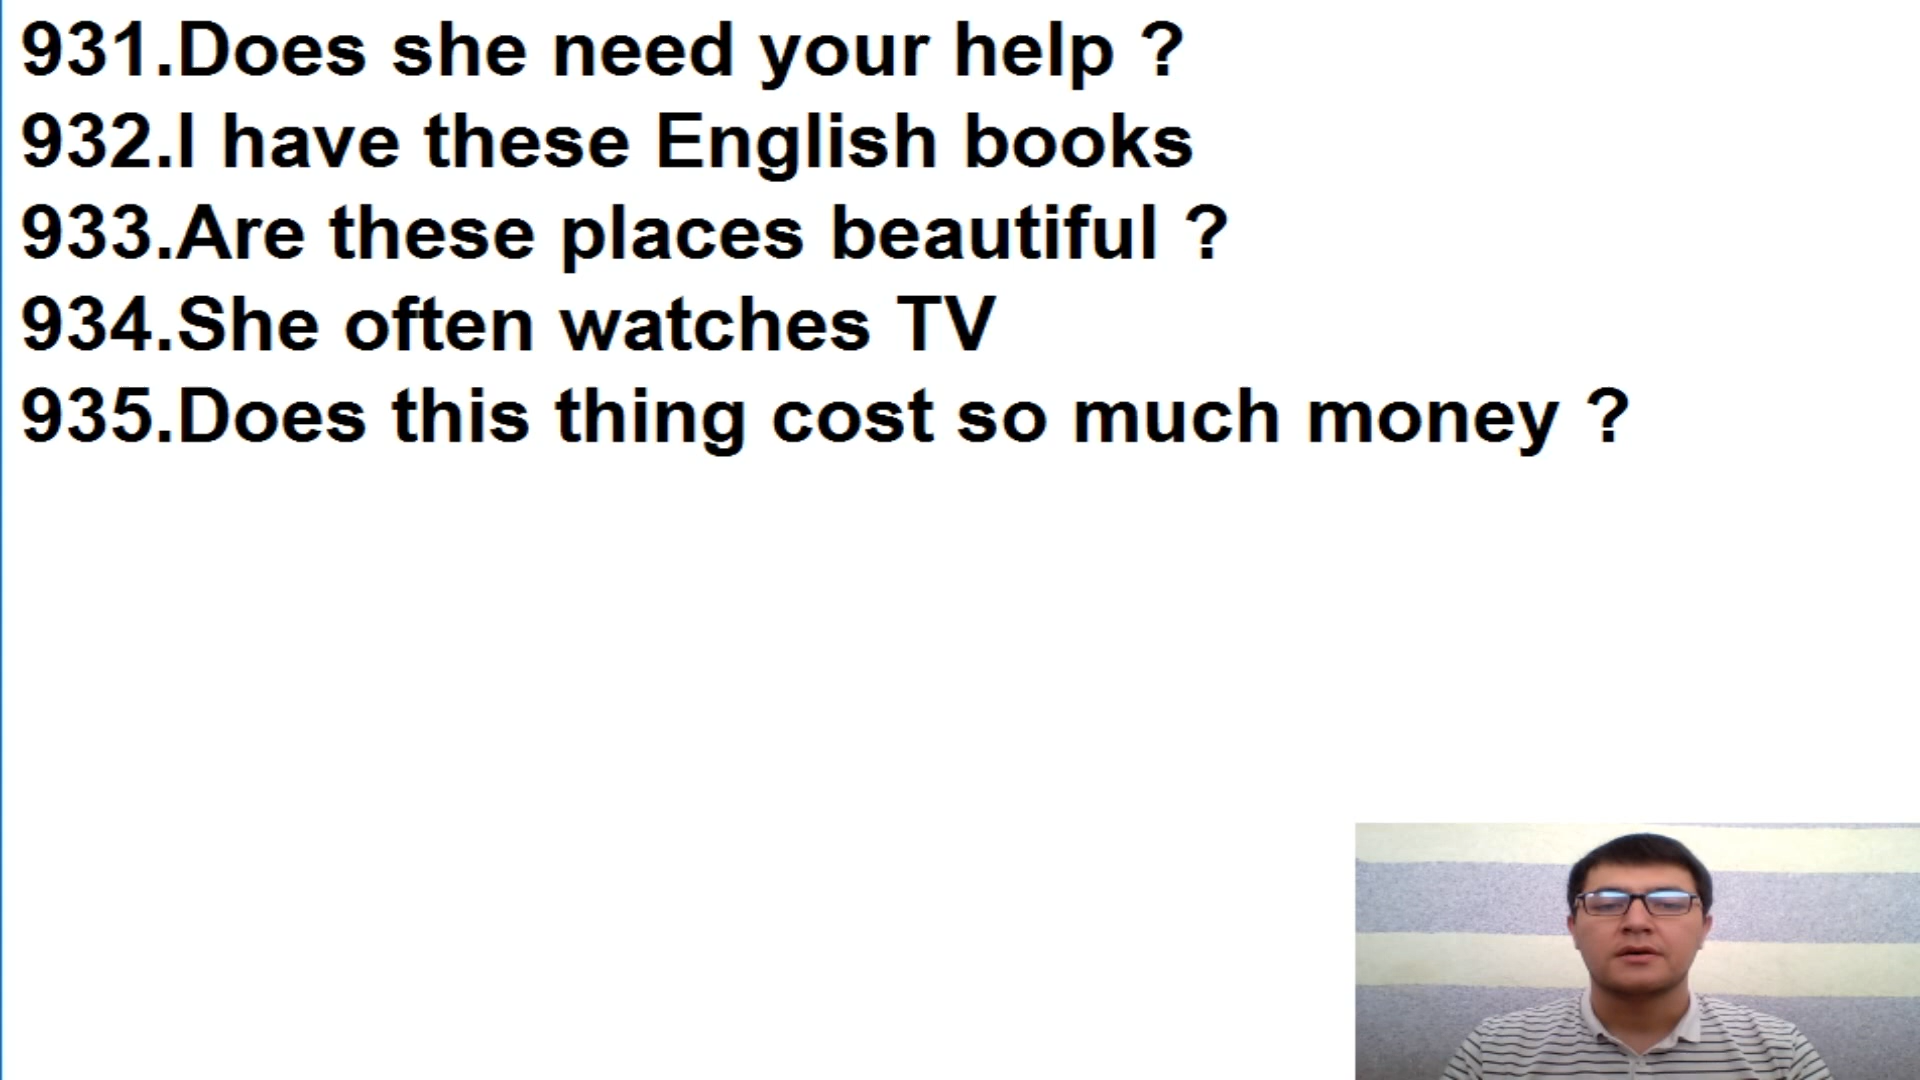 931.Does she need your help ?
932.I have these English books
933.Are these places beautiful ?
934.She often watches TV
935.Does this thing cost so much money ?